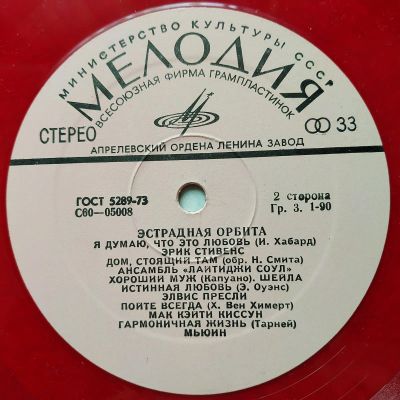 МИНИСТЕРСТВО КУЛЬТУРЫ СССР
МЕЛОДИЯ
ВСЕСОЮЗНАЯ ФИРМА ГРАМПЛАСТИНОК
СТЕРЕО
33
АПРЕЛЕВСКИЙ ОРДЕНА ЛЕНИНА ЗАВОД
ГОСТ 5289-73
С60—05008
2 сторона
Гр. 3. 1-90
ЭСТРАДНАЯ ОРБИТА
Я ДУМАЮ, ЧТО ЭТО ЛЮБОВЬ (И. Хабард)
ЭРИК СТИВЕНС
ДОМ, СТОЯЩИЙ ТАМ (обр. Н. Смита)
АНСАМБЛЬ «ЛАЙТИДЖИ СОУЛ»
ХОРОШИЙ МУЖ (Капуано). ШЕЙЛА
ИСТИННАЯ ЛЮБОВЬ (Э. Оуэнс)
ЭЛВИС ПРЕСЛИ
ПОЙТЕ ВСЕГДА (Х. Вен Химерт)
МАК КЭЙТИ КИССУН
ГАРМОНИЧНАЯ ЖИЗНЬ (Тарней)
МЬЮИН